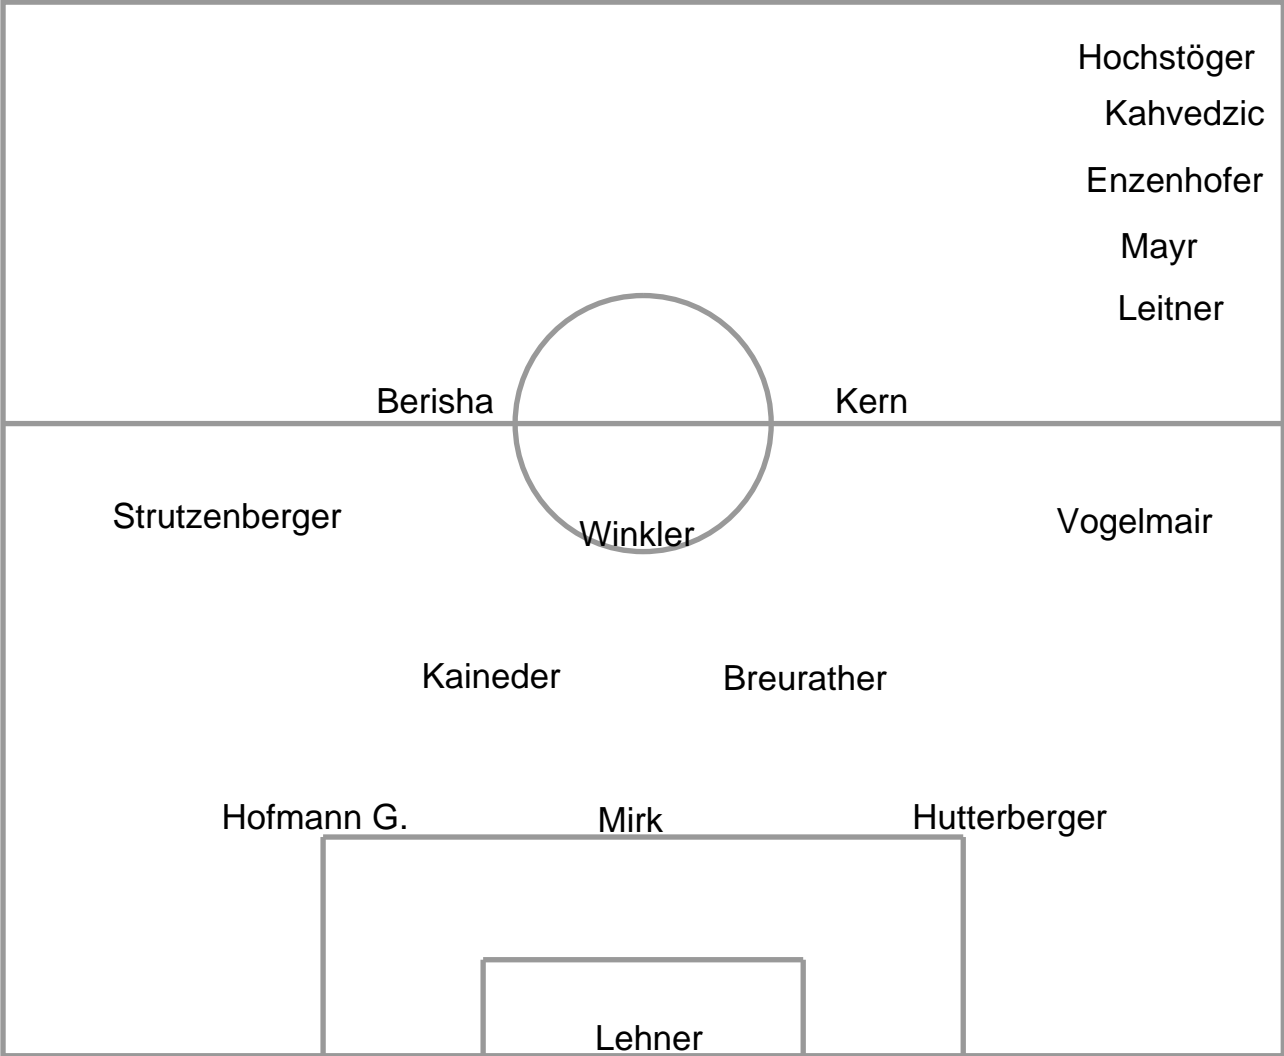 Hochstöger
Kahvedzic
Enzenhofer
Mayr
Leitner
Berisha
Kern
Strutzenberger
Winkler
Vogelmair
Kaineder
Breurather
Hofmann G.
Mirk
Hutterberger
Lehner